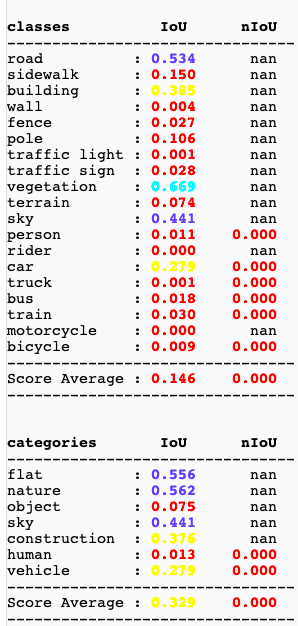 classes IoU nIoU
--------------------------------
road : 0.534 nan
sidewalk : 0.150 nan
building : 0.385 nan
wall : 0.004 nan
fence : 0.027 nan
pole : 0.106 nan
traffic light : 0.001 nan
traffic sign : 0.028 nan
vegetation : 0.669 nan
terrain : 0.074 nan
sky : 0.441 nan
person : 0.011 0.000
rider : 0.000 nan
car : 0.279 0.000
truck : 0.001 0.000
bus : 0.018 0.000
train : 0.030 0.000
motorcycle : 0.000 nan
bicycle : 0.009 0.000
--------------------------------
Score Average : 0.146 0.000
--------------------------------
categories IoU nIoU
--------------------------------
flat : 0.556 nan
nature : 0.562 nan
object : 0.075 nan
sky : 0.441 nan
construction : 0.376 nan
human : 0.013 0.000
vehicle : 0.279 0.000
--------------------------------
Score Average : 0.329 0.000
--------------------------------